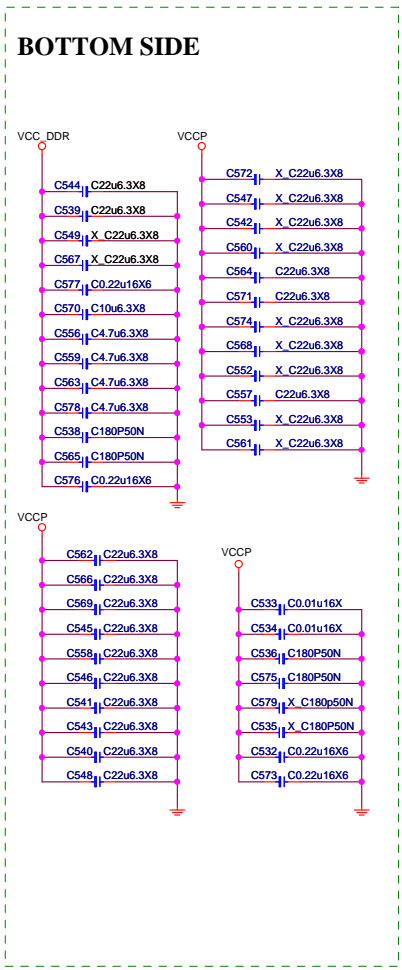 BOTTOM SIDE
VCC_DDR
C544 C22u6.3X8
C539 C22u6.3X8
C549 X_C22u6.3X8
C567 X_C22u6.3X8
C577 C0.22u16X6
C570 C10u6.3X8
C556 C4.7u6.3X8
C559 C4.7u6.3X8
C563 C4.7u6.3X8
C578 C4.7u6.3X8
C538 C180P50N
C565 C180P50N
C576 C0.22u16X6
VCCP
C572 X_C22u6.3X8
C547 X_C22u6.3X8
C542 X_C22u6.3X8
C560 X_C22u6.3X8
C564 C22u6.3X8
C571 C22u6.3X8
C574 X_C22u6.3X8
C568 X_C22u6.3X8
C552 X_C22u6.3X8
C557 C22u6.3X8
C553 X_C22u6.3X8
C561 X_C22u6.3X8
VCCP
C562 C22u6.3X8
C566 C22u6.3X8
C569 C22u6.3X8
C545 C22u6.3X8
C558 C22u6.3X8
C546 C22u6.3X8
C541 C22u6.3X8
C543 C22u6.3X8
C540 C22u6.3X8
C548 C22u6.3X8
VCCP
C533 C0.01u16X
C534 C0.01u16X
C536 C180P50N
C575 C180P50N
C579 X_C180p50N
C535 X_C180P50N
C532 C0.22u16X6
C573 C0.22u16X6